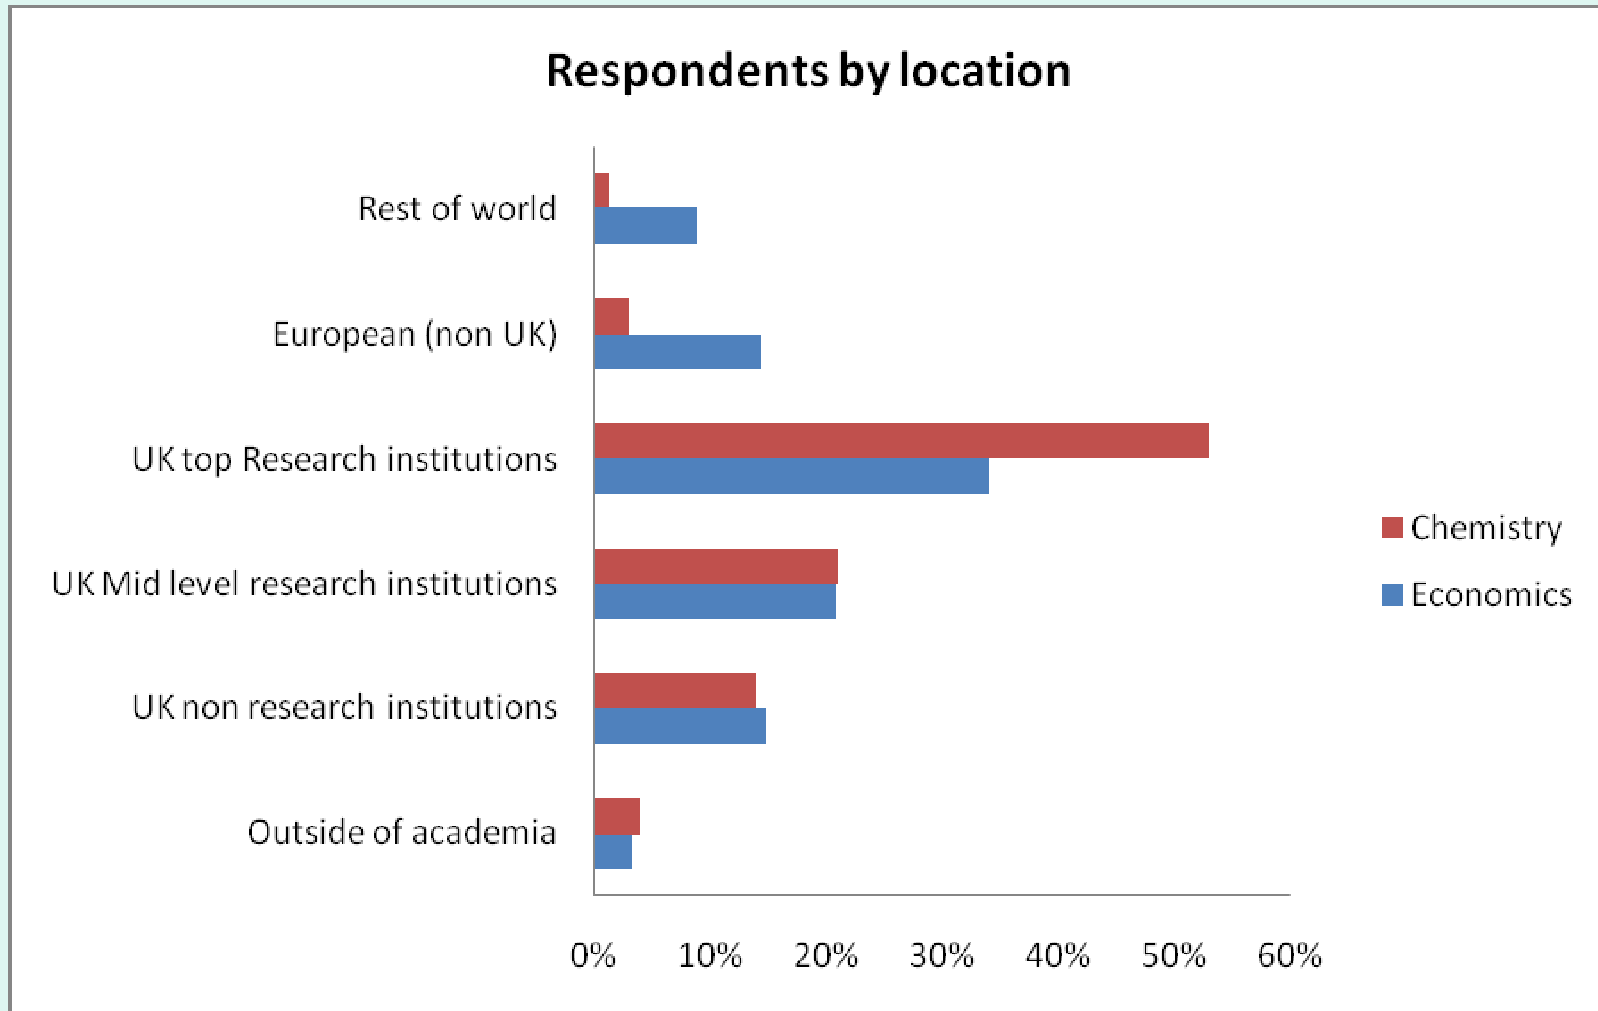 Respondents by location
Rest of world
European (non UK)
UK top Research institutions
UK Mid level research institutions
UK non research institutions
Outside of academia
Chemistry
Economics
0% 10% 20% 30% 40% 50% 60%